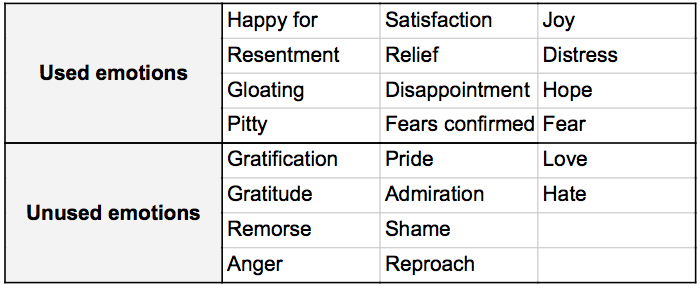 Used emotions
Happy for Satisfaction Joy
Resentment Relief Distress
Gloating Disappointment Hope
Pitty Fears confirmed Fear
Unused emotions
Gratification Pride Love
Gratitude Admiration Hate
Remorse Shame
Anger Reproach